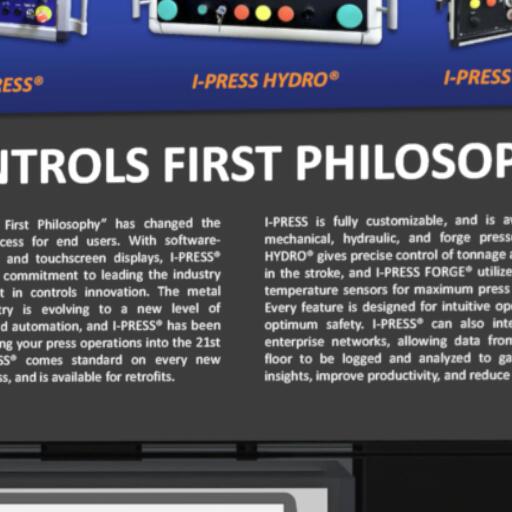 ESS®
I-PRESS HYDRO®
I-PRESS
NTROLS FIRST PHILOSOP
First Philosophy” has changed the
cess for end users. With software-
and touchscreen displays, I-PRESS®
commitment to leading the industry
t in controls innovation. The metal
ry is evolving to a new level of
d automation, and I-PRESS® has been
ng your press operations into the 21st
SS® comes standard on every new
ss, and is available for retrofits.
I-PRESS is fully customizable, and is av
mechanical, hydraulic, and forge press
HYDRO® gives precise control of tonnage a
in the stroke, and I-PRESS FORGE® utilize
temperature sensors for maximum press
Every feature is designed for intuitive ope
optimum safety. I-PRESS® can also inte
enterprise networks, allowing data from
floor to be logged and analyzed to ga
insights, improve productivity, and reduce